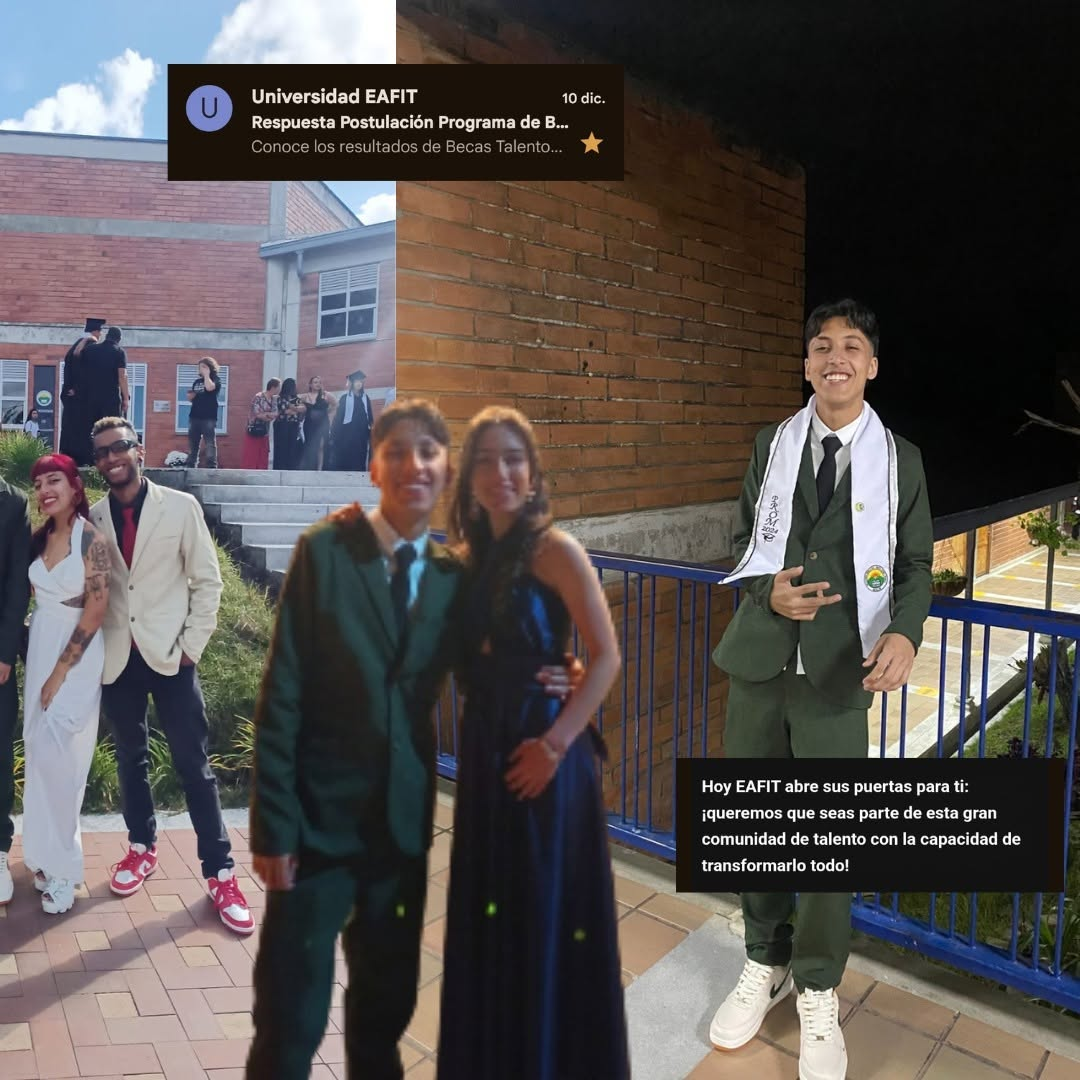 U
Universidad EAFIT
10 dic.
Respuesta Postulación Programa de B...
Conoce los resultados de Becas Talento...
PROM
2024
Hoy EAFIT abre sus puertas para ti:
¡queremos que seas parte de esta gran
comunidad de talento con la capacidad de
transformarlo todo!